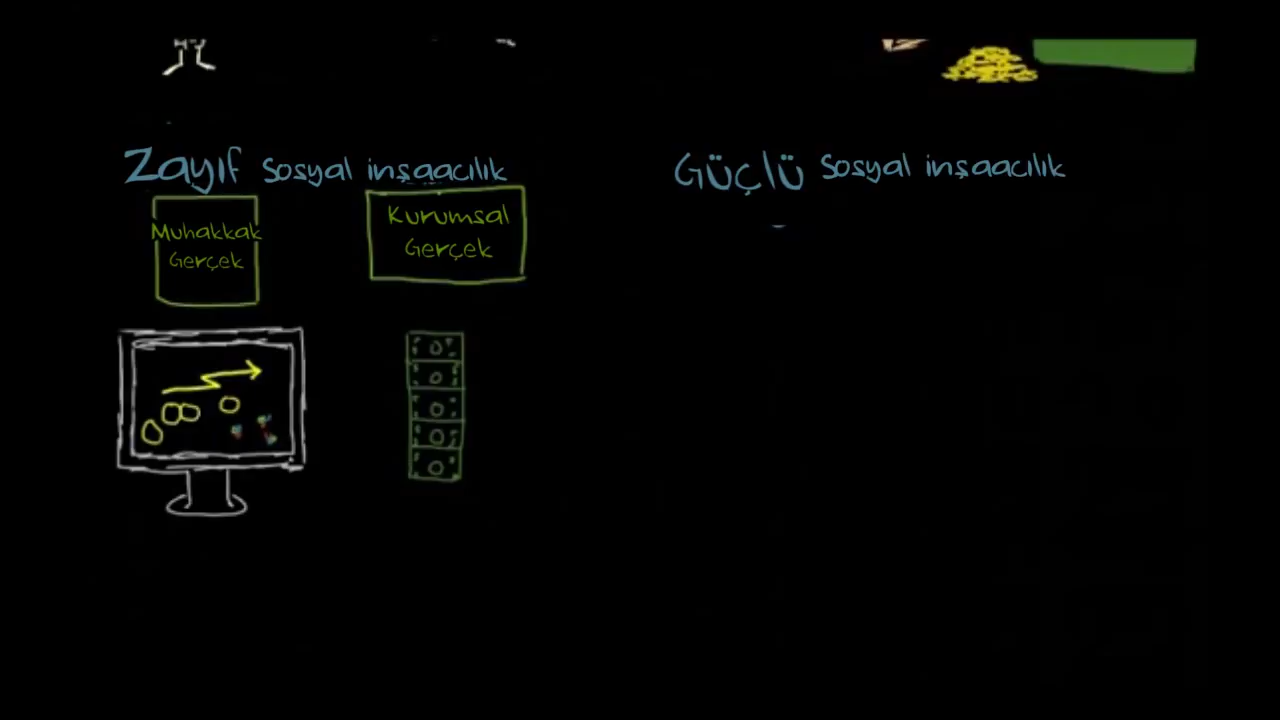 Zayıf Sosyal inşaacılık
Güçlü Sosyal inşaacılık
Muhakkak
Gerçek
Kurumsal
Gerçek